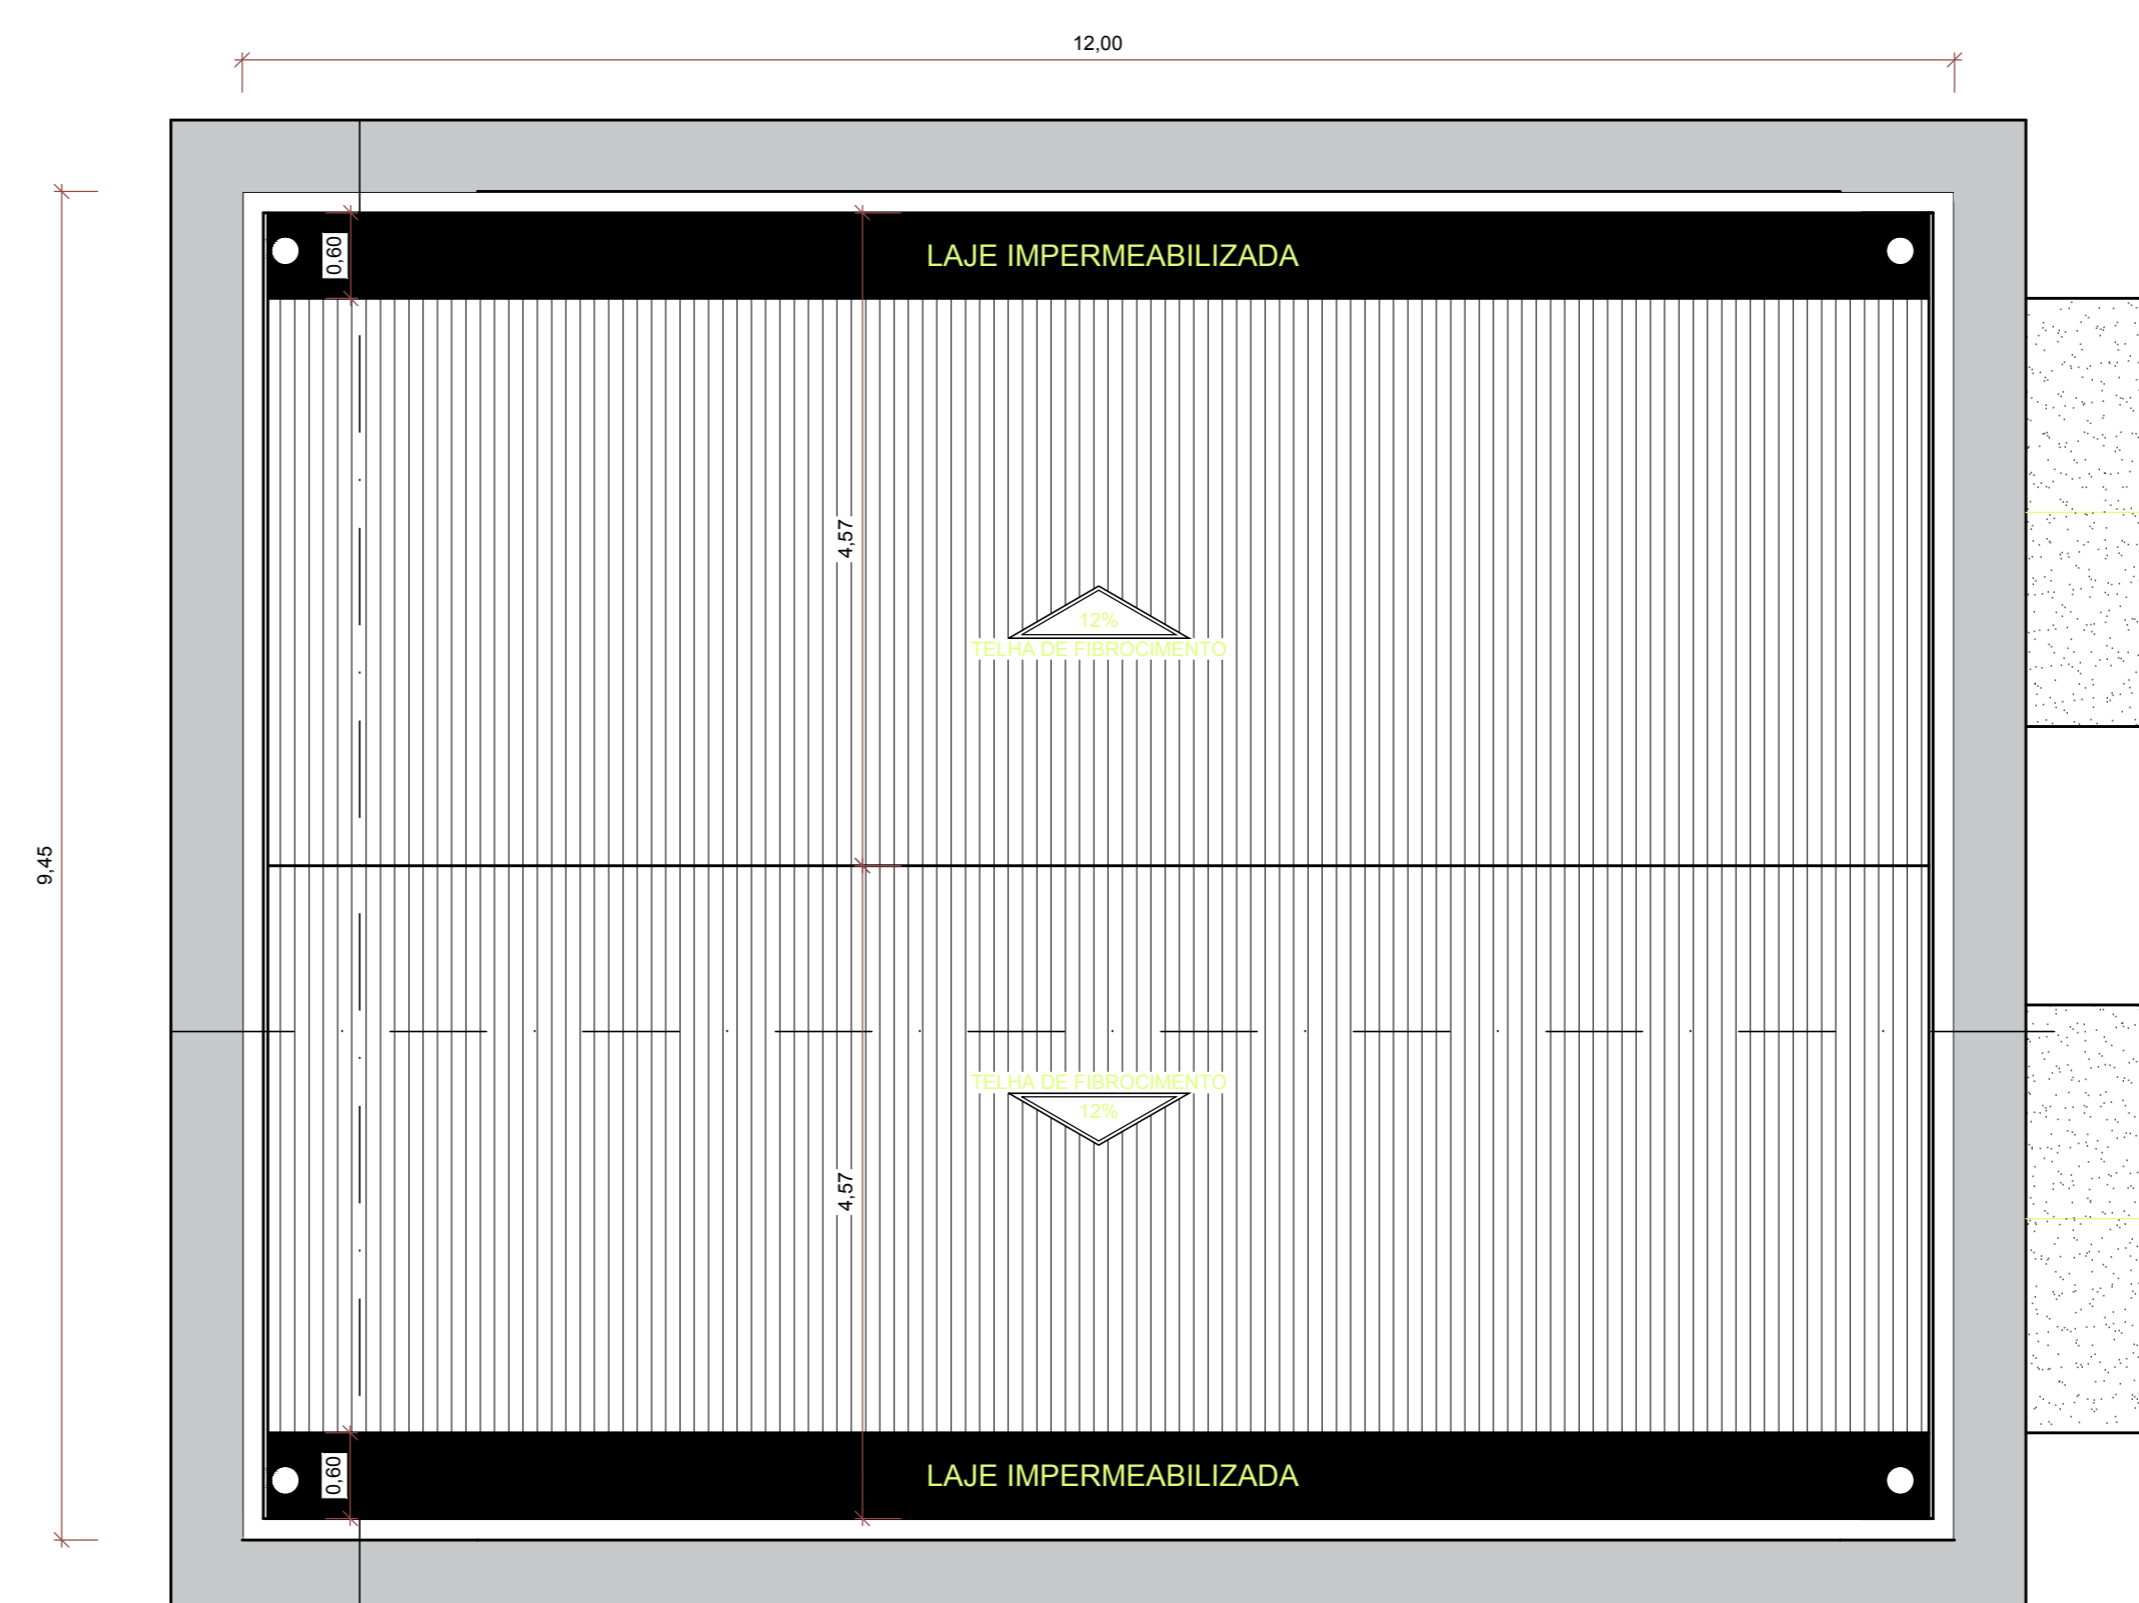 12,00
0,60
LAJE IMPERMEABILIZADA
4,57
12%
TELHA DE FIBROCIMENTO
9,45
TELHA DE FIBROCIMENTO
12%
4,57
0,60
LAJE IMPERMEABILIZADA